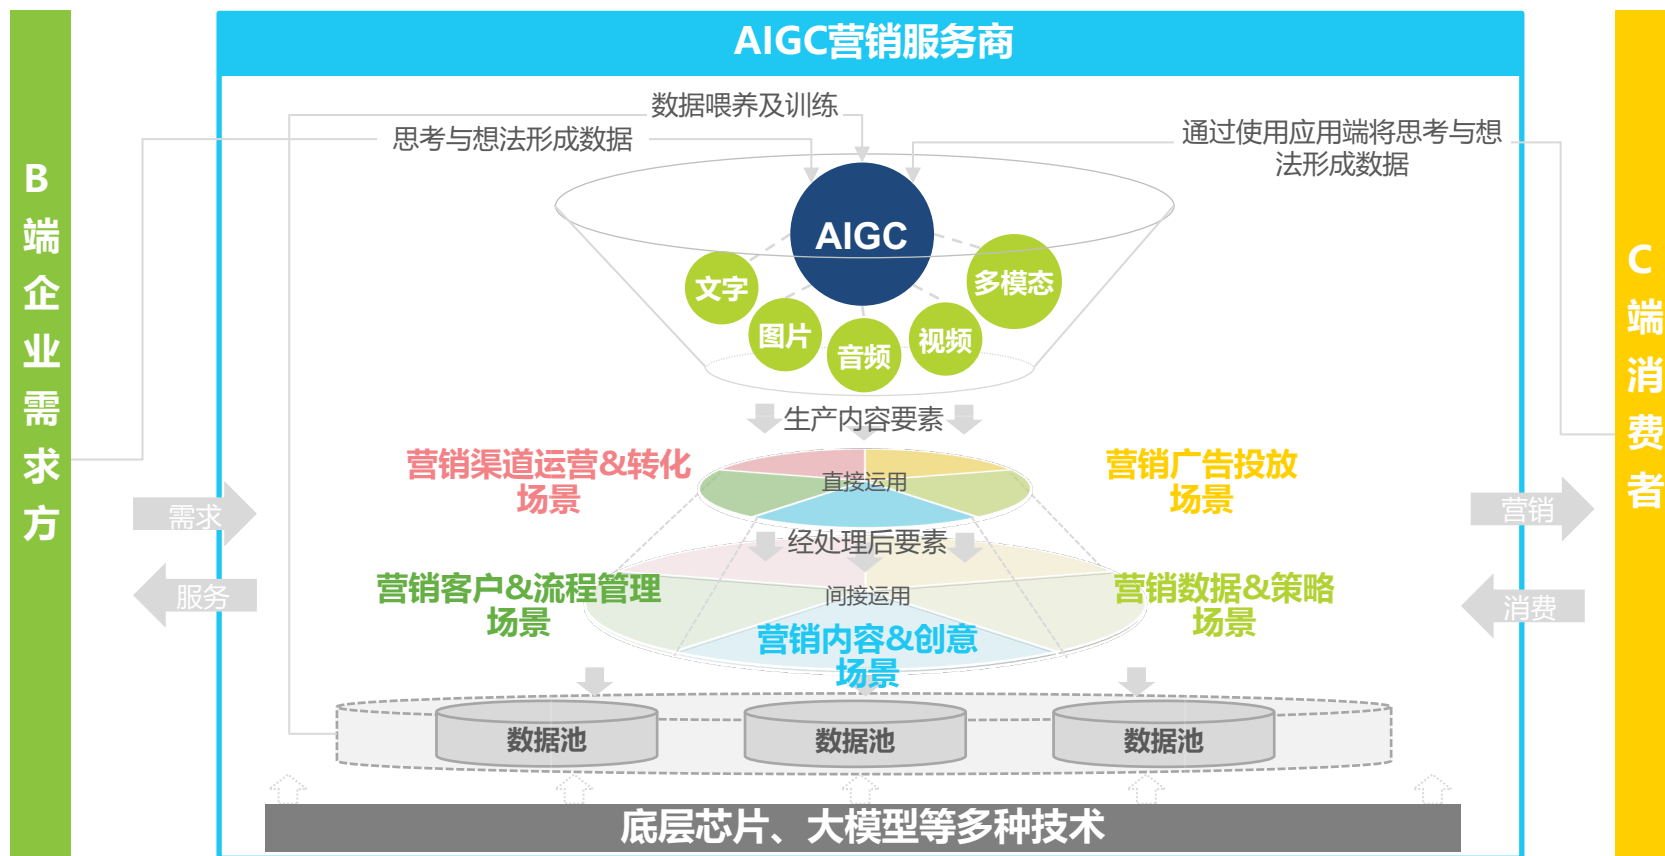 AIGC营销服务商
B端企业需求方
C端消费者
数据喂养及训练
思考与想法形成数据
通过使用应用端将思考与想
法形成数据
AIGC
文字
图片
音频
视频
多模态
生产内容要素
营销渠道运营&转化
场景
直接运用
营销广告投放
场景
需求
服务
营销
消费
经处理后要素
营销客户&流程管理
场景
间接运用
营销数据&策略
场景
营销内容&创意
场景
数据池
数据池
数据池
底层芯片、大模型等多种技术